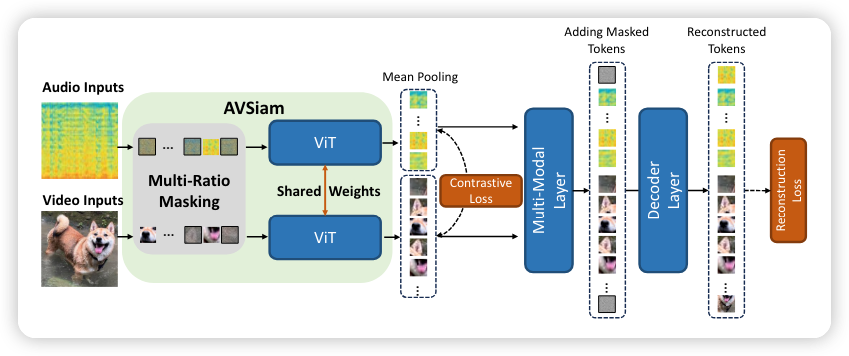 Adding Masked
Tokens
Reconstructed
Tokens
Mean Pooling
Audio Inputs
AVSiam
ViT
...
...
Multi-Ratio
Masking
Shared Weights
Contrastive
Loss
Multi-Modal
Layer
Decoder
Layer
Reconstruction
Loss
Video Inputs
ViT
...